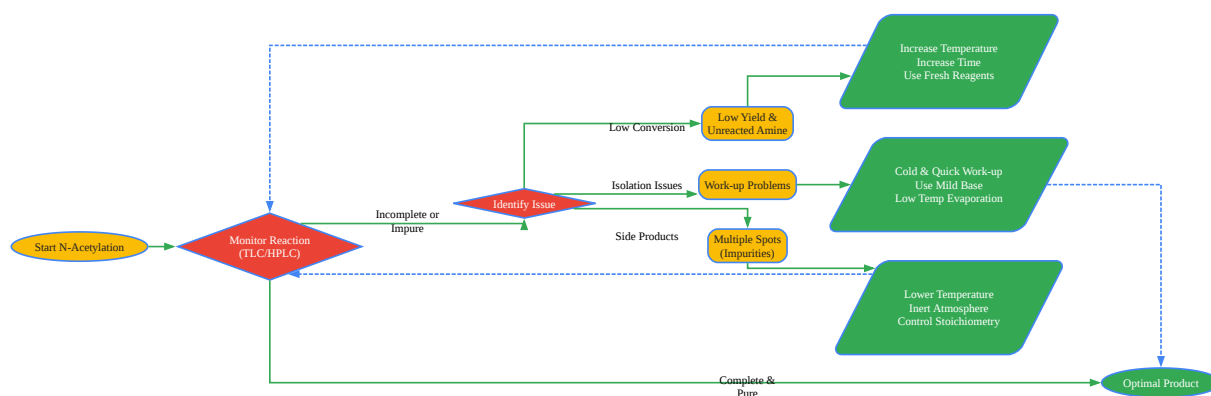 Start N-Acetylation
Monitor Reaction
(TLC/HPLC)
Incomplete or
Impure
Identify Issue
Low Conversion
Isolation Issues
Side Products
Low Yield &
Unreacted Amine
Work-up Problems
Multiple Spots
(Impurities)
Increase Temperature
Increase Time
Use Fresh Reagents
Cold & Quick Work-up
Use Mild Base
Low Temp Evaporation
Lower Temperature
Inert Atmosphere
Control Stoichiometry
Complete &
Pure
Optimal Product